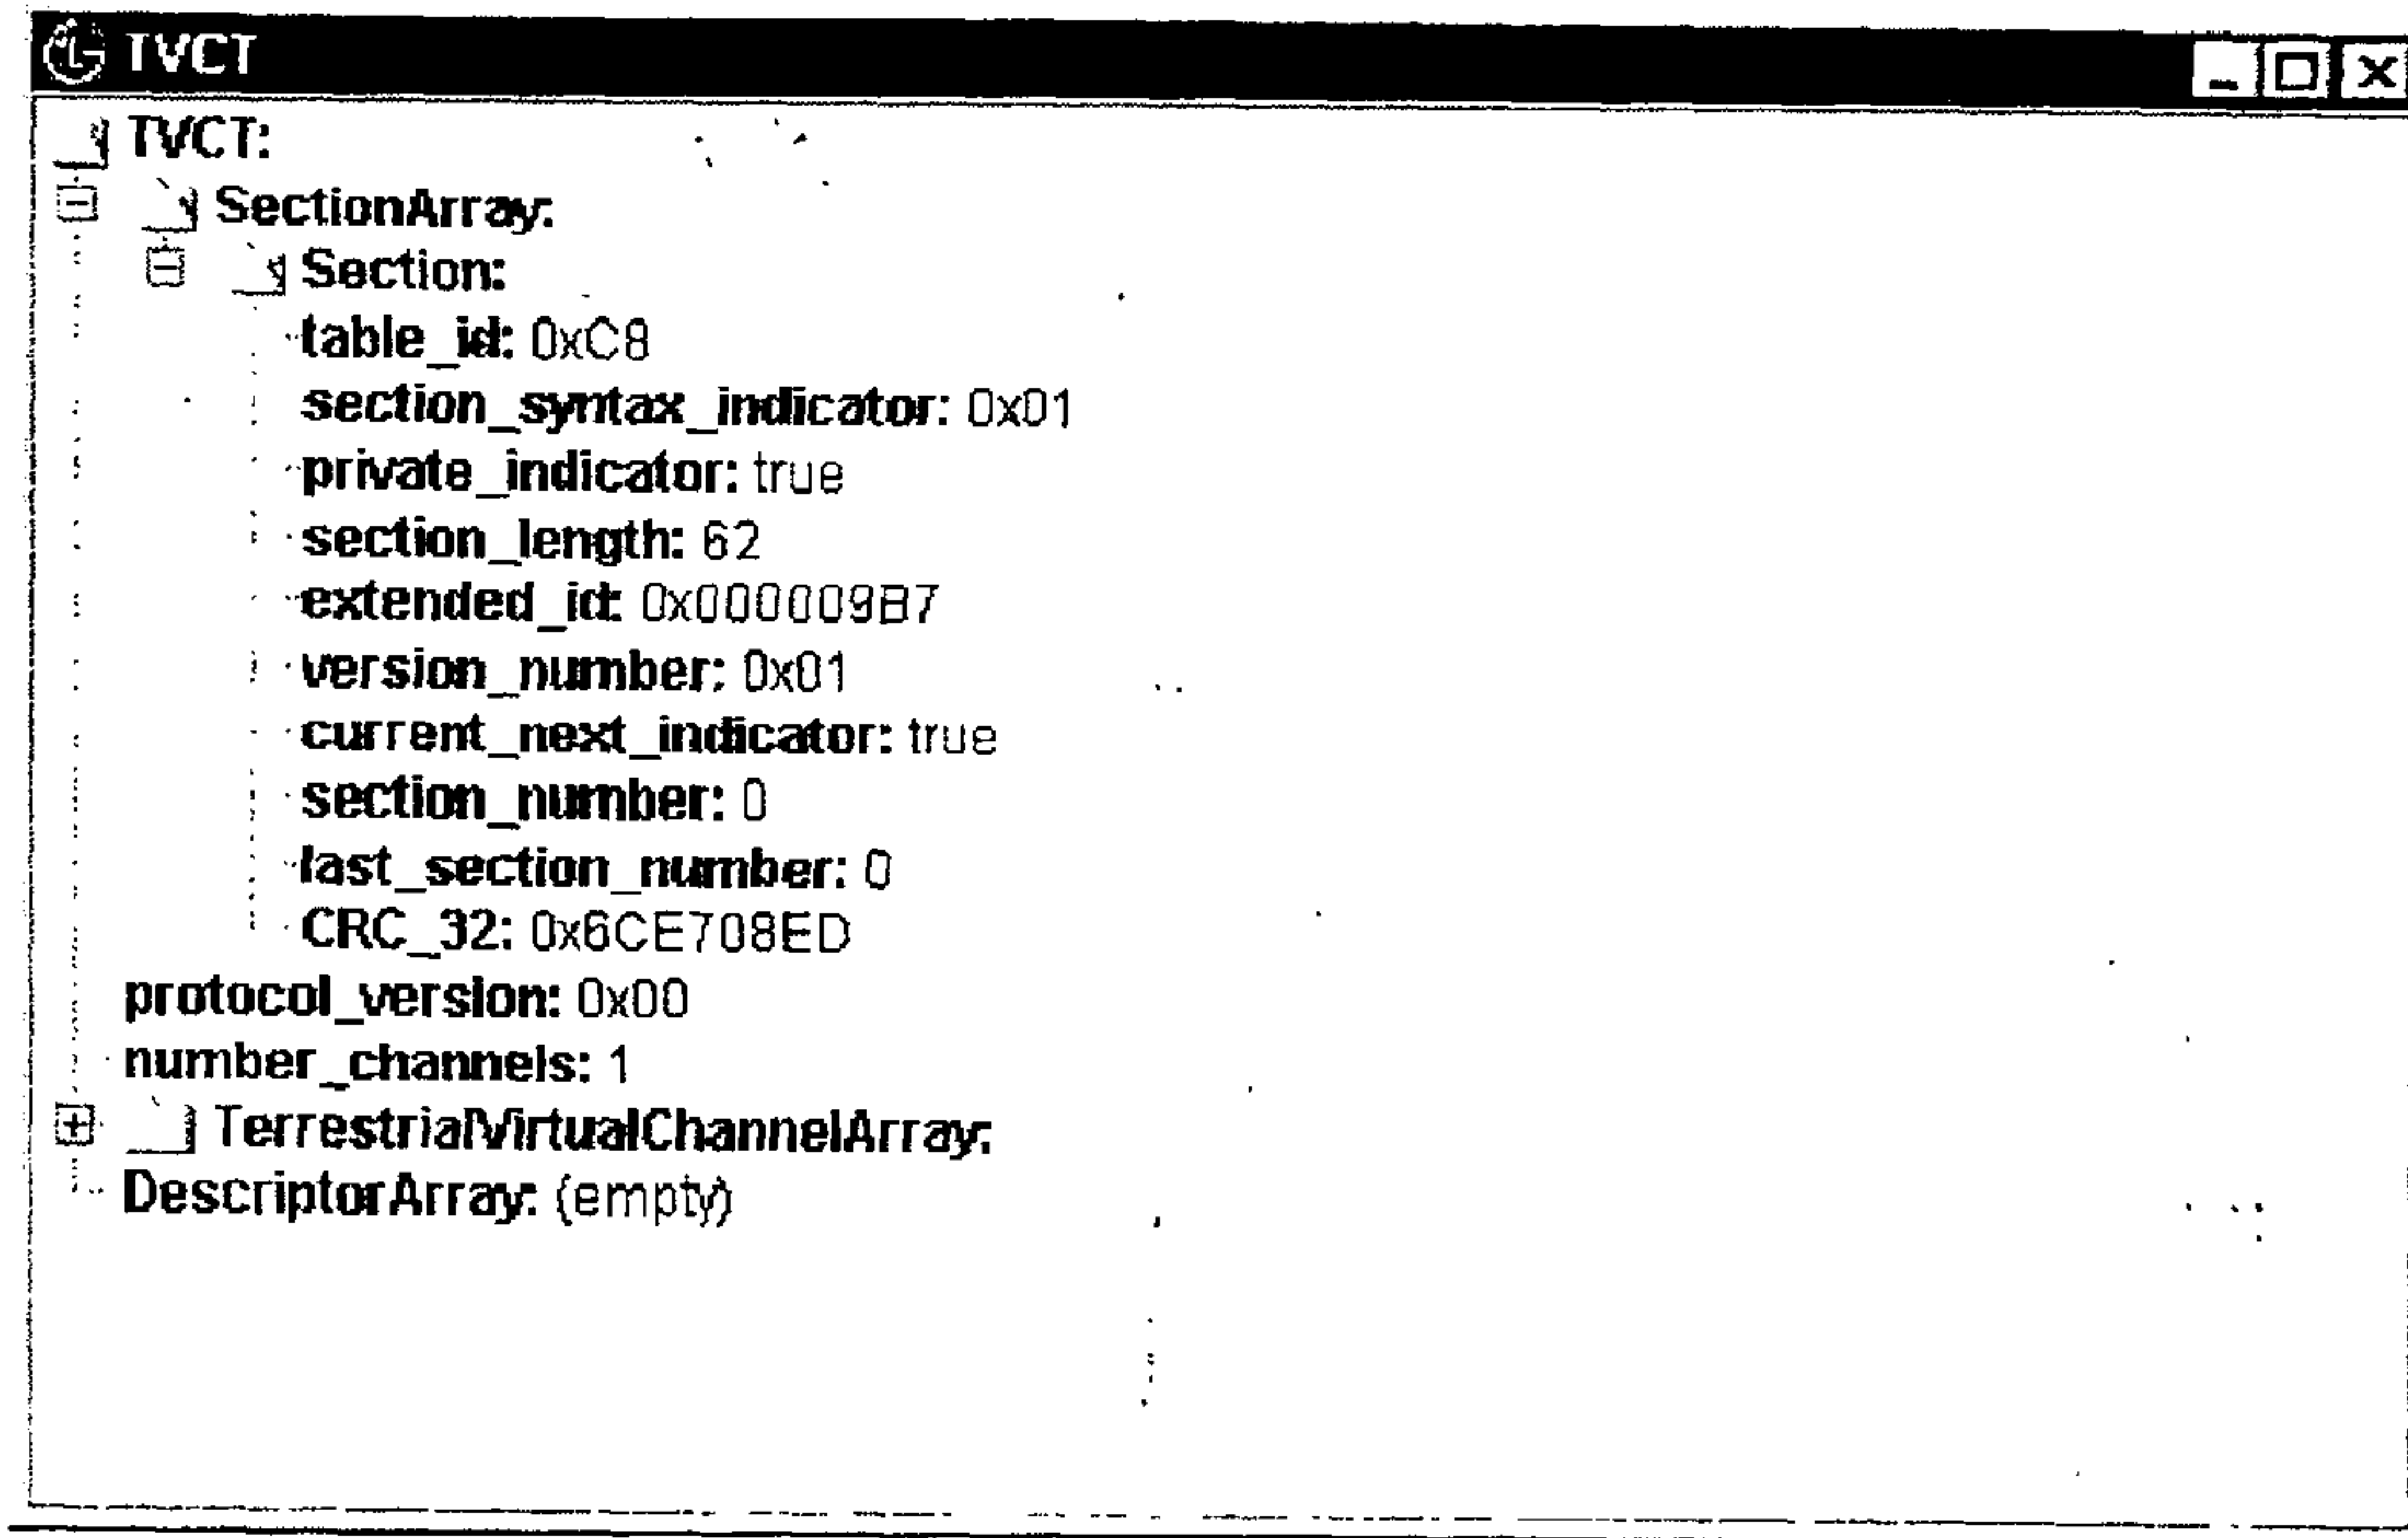 TVCT
TVCT:
SectionArray:
Section:
table_id: 0xC8
section_syntax_indicator: 0x01
private_indicator: true
section_length: 62
extended_id: 0x000009B7
version_number: 0x01
current_next_indicator: true
section_number: 0
last_section_number: 0
CRC_32: 0x6CE708ED
protocol_version: 0x00
number_channels: 1
TerrestrialVirtualChannelArray:
DescriptorArray: (empty)